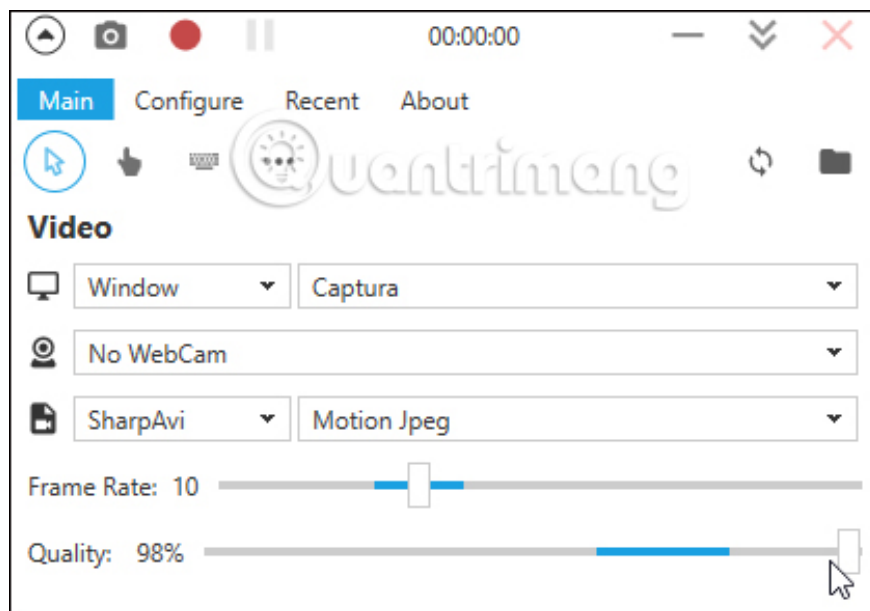 00:00:00
Main Configure Recent About
Quantrimang
Video
Window Captura
No WebCam
SharpAvi Motion Jpeg
Frame Rate: 10
Quality: 98%